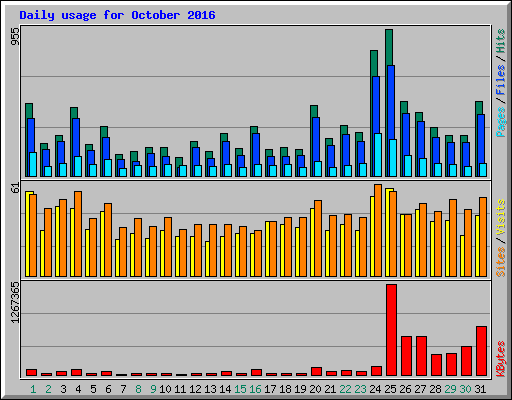 Daily usage for October 2016
955
Pages / Files / Hits
61
Sites / Visits
1267365
KBytes
1 2 3 4 5 6 7 8 9 10 11 12 13 14 15 16 17 18 19 20 21 22 23 24 25 26 27 28 29 30 31